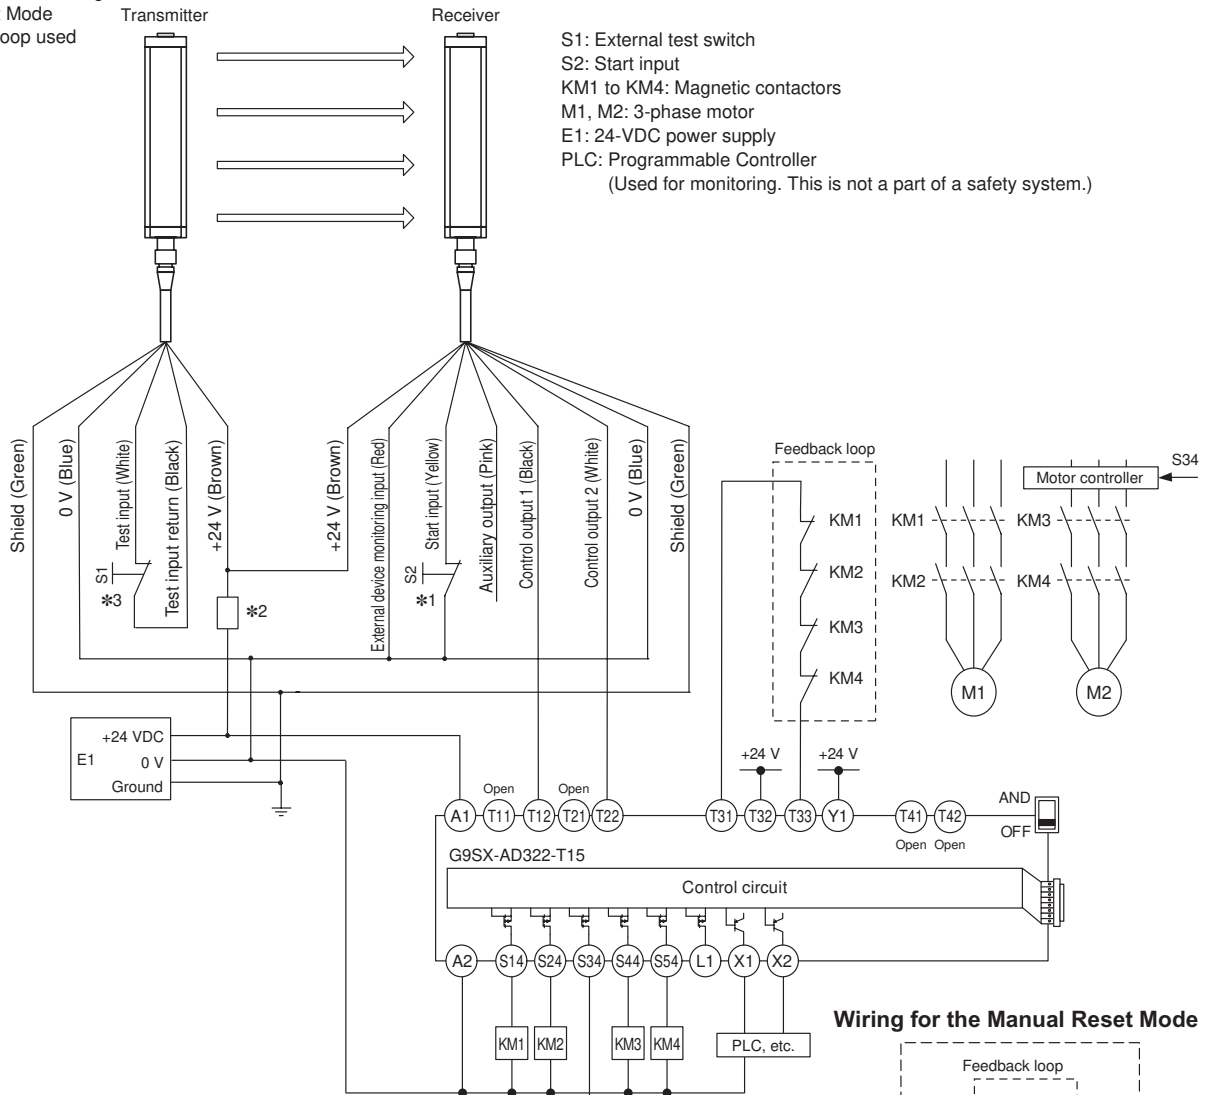 Mode
oop used
Transmitter
Receiver
S1: External test switch
S2: Start input
KM1 to KM4: Magnetic contactors
M1, M2: 3-phase motor
E1: 24-VDC power supply
PLC: Programmable Controller
(Used for monitoring. This is not a part of a safety system.)
Shield (Green)
0 V (Blue)
Test input (White)
S1
*3
Test input return (Black)
+24 V (Brown)
*2
+24 V (Brown)
External device monitoring input (Red)
Start input (Yellow)
S2
*1
Auxiliary output (Pink)
Control output 1 (Black)
Control output 2 (White)
0 V (Blue)
Shield (Green)
Feedback loop
KM1
KM2
KM3
KM4
S34
Motor controller
KM1
KM3
KM2
KM4
M1
M2
E1
+24 VDC
0 V
Ground
+24 V
+24 V
Open
Open
A1
T11
T12
T21
T22
T31
T32
T33
Y1
T41
T42
Open
Open
AND
OFF
G9SX-AD322-T15
Control circuit
A2
S14
S24
S34
S44
S54
L1
X1
X2
KM1
KM2
KM3
KM4
PLC, etc.
Wiring for the Manual Reset Mode
Feedback loop